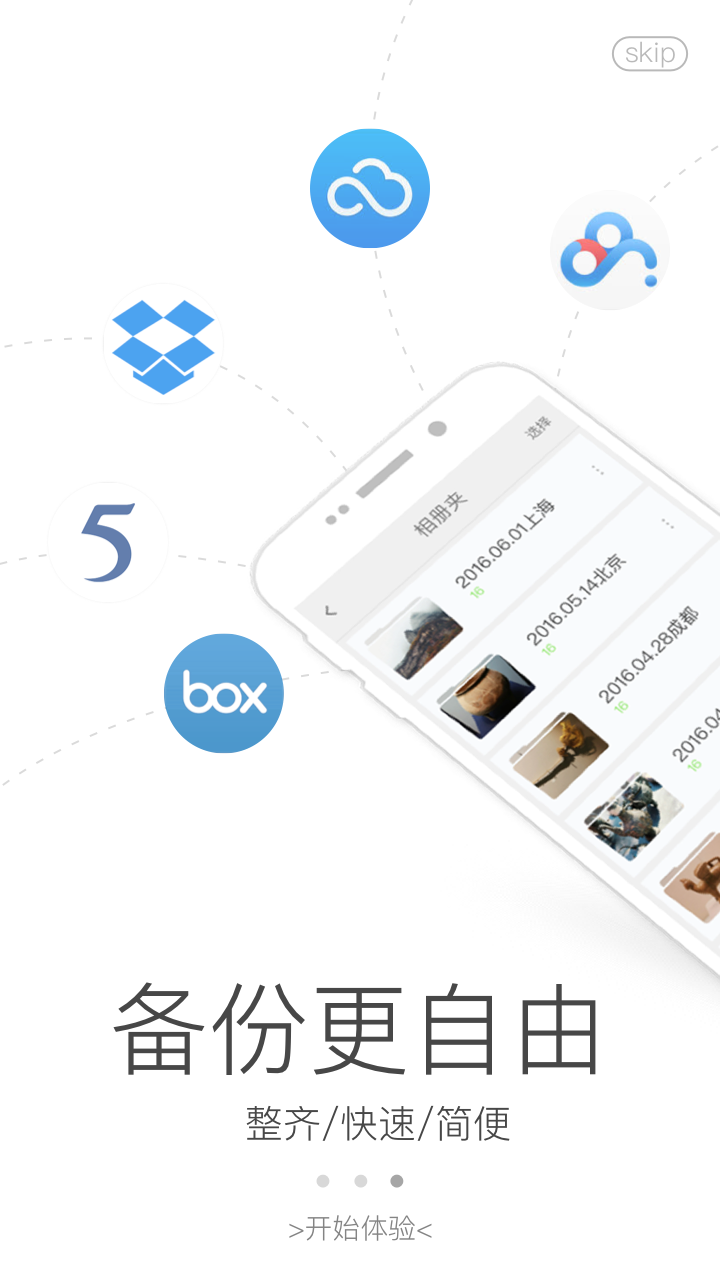 skip
5
box
选择
相册夹
2016.06.01上海
16
2016.05.14北京
16
2016.04.28成都
16
2016.04
16
备份更自由
整齐/快速/简便
>开始体验<